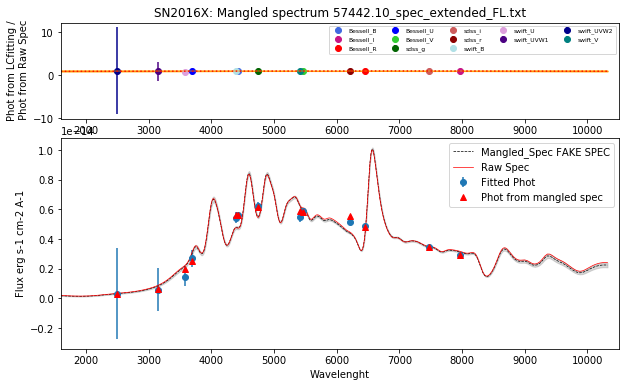 SN2016X: Mangled spectrum 57442.10_spec_extended_FL.txt
Phot from LCfitting /
Phot from Raw Spec
10
0
−10
Bessell_B
Bessell_I
Bessell_R
Bessell_U
Bessell_V
sdss_g
sdss_i
sdss_r
swift_B
swift_U
swift_UVW1
swift_UVW2
swift_V
2000 3000 4000 5000 6000 7000 8000 9000 10000
1e−14
Flux erg s-1 cm-2 A-1
1.0
0.8
0.6
0.4
0.2
0.0
−0.2
Mangled_Spec FAKE SPEC
Raw Spec
Fitted Phot
Phot from mangled spec
2000 3000 4000 5000 6000 7000 8000 9000 10000
Wavelenght